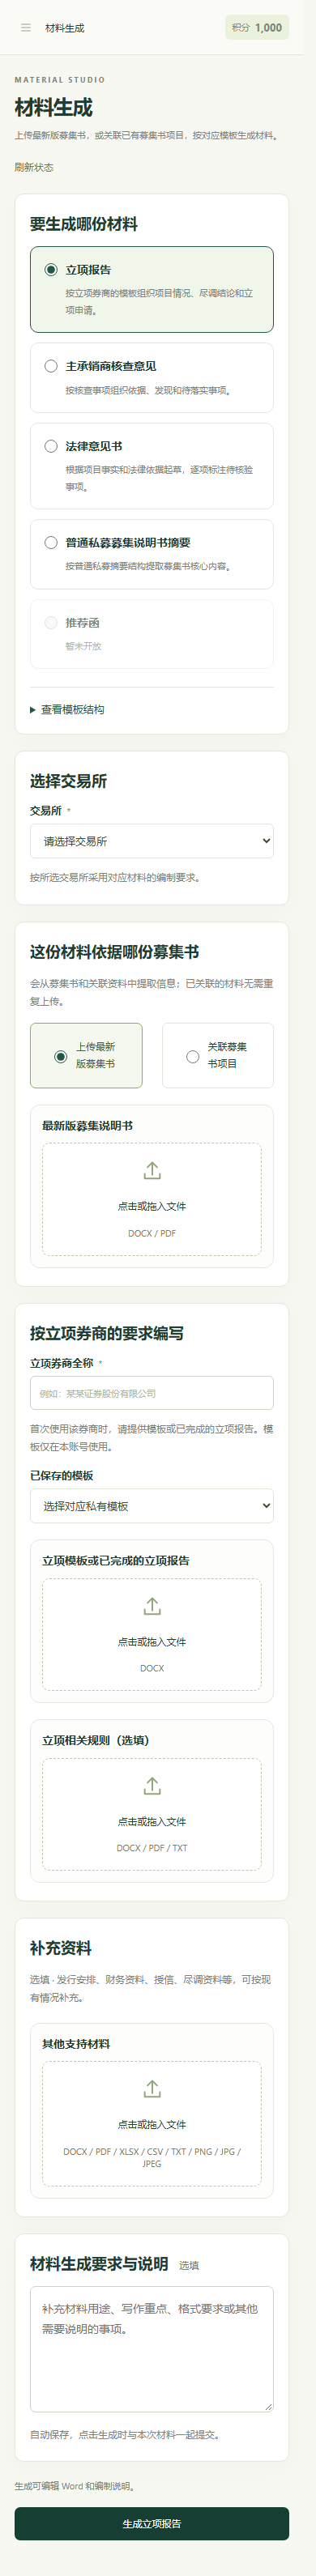 材料生成
积分 1,000
MATERIAL STUDIO
材料生成
上传最新版募集书，或关联已有募集书项目，按对应模板生成材料。
刷新状态
要生成哪份材料
立项报告
按立项券商的模板组织项目情况、尽调结论和立
项申请。
主承销商核查意见
按核查事项组织依据、发现和待落实事项。
法律意见书
根据项目事实和法律依据起草，逐项标注待核验
事项。
普通私募募集说明书摘要
按普通私募摘要结构提取募集书核心内容。
推荐函
暂未开放
查看模板结构
选择交易所
交易所 *
请选择交易所
按所选交易所采用对应材料的编制要求。
这份材料依据哪份募集书
会从募集书和关联资料中提取信息；已关联的材料无需重
复上传。
上传最新
版募集书
关联募集
书项目
最新版募集说明书
点击或拖入文件
DOCX / PDF
按立项券商的要求编写
立项券商全称 *
例如：某某证券股份有限公司
首次使用该券商时，请提供模板或已完成的立项报告。模
板仅在本账号使用。
已保存的模板
选择对应私有模板
立项模板或已完成的立项报告
点击或拖入文件
DOCX
立项相关规则（选填）
点击或拖入文件
DOCX / PDF / TXT
补充资料
选填 · 发行安排、财务资料、授信、尽调资料等，可按现
有情况补充。
其他支持材料
点击或拖入文件
DOCX / PDF / XLSX / CSV / TXT / PNG / JPG /
JPEG
材料生成要求与说明 选填
补充材料用途、写作重点、格式要求或其他
需要说明的事项。
自动保存，点击生成时与本次材料一起提交。
生成可编辑 Word 和编制说明。
生成立项报告